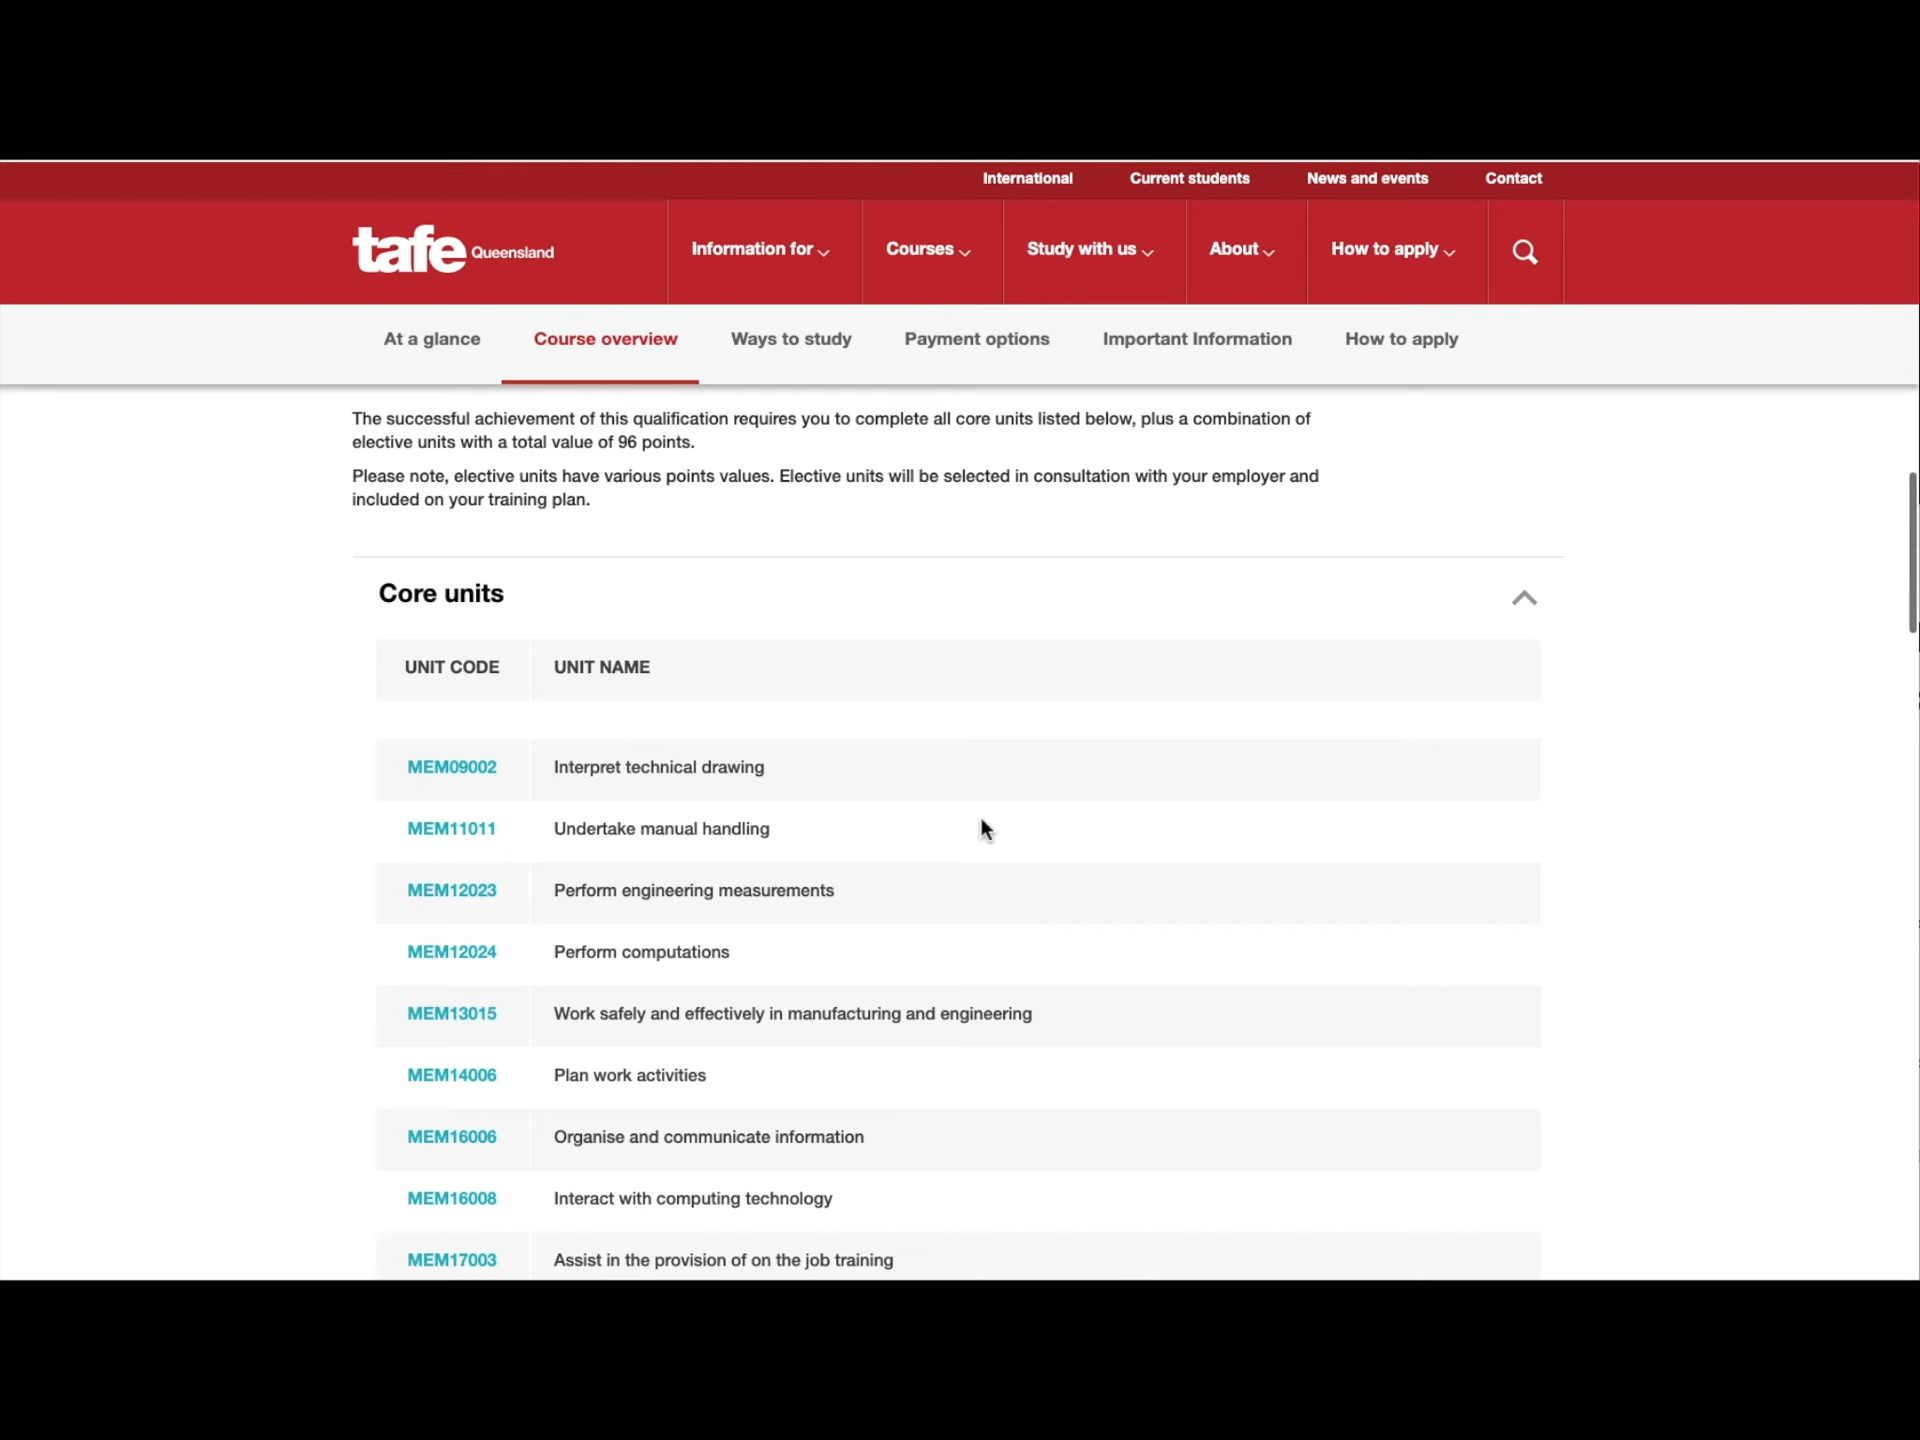 International Current students News and events Contact
tafe Queensland Information for Courses Study with us About How to apply
At a glance Course overview Ways to study Payment options Important Information How to apply
The successful achievement of this qualification requires you to complete all core units listed below, plus a combination of
elective units with a total value of 96 points.
Please note, elective units have various points values. Elective units will be selected in consultation with your employer and
included on your training plan.
Core units
UNIT CODE UNIT NAME
MEM09002 Interpret technical drawing
MEM11011 Undertake manual handling
MEM12023 Perform engineering measurements
MEM12024 Perform computations
MEM13015 Work safely and effectively in manufacturing and engineering
MEM14006 Plan work activities
MEM16006 Organise and communicate information
MEM16008 Interact with computing technology
MEM17003 Assist in the provision of on the job training